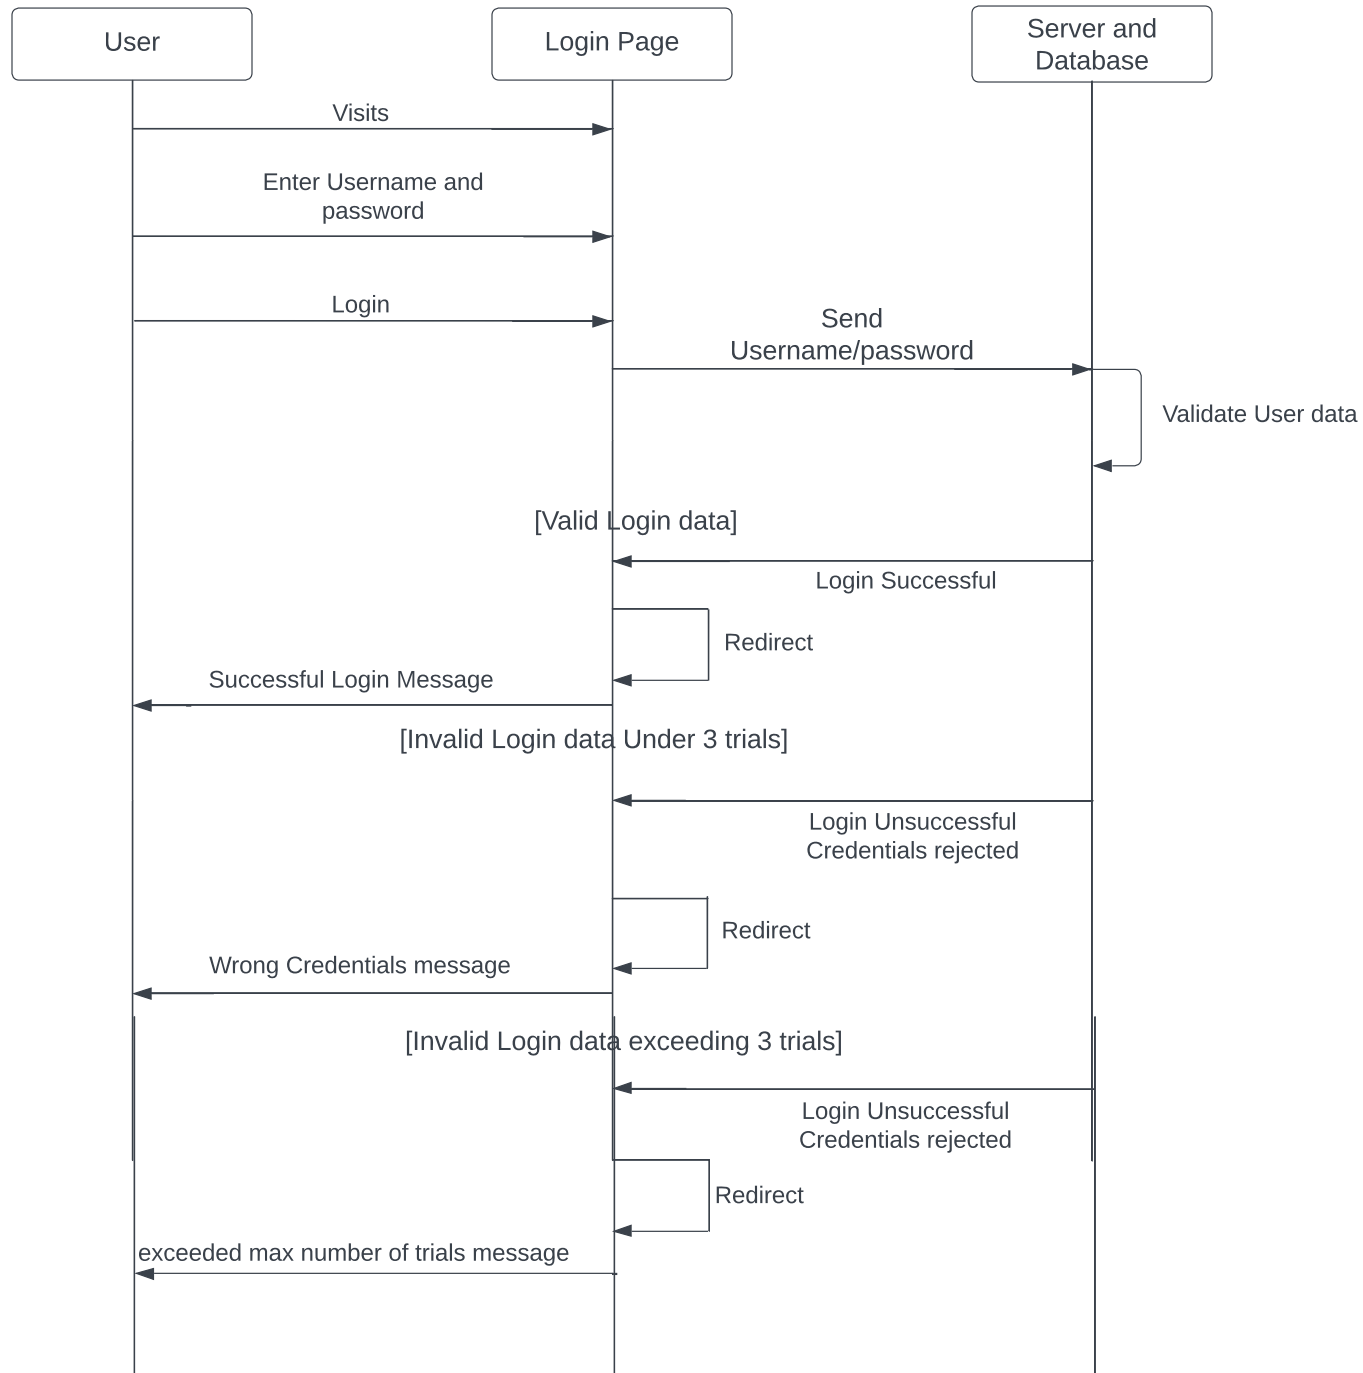 User
Login Page
Server and
Database
Visits
Enter Username and
password
Login
Send
Username/password
Validate User data
[Valid Login data]
Login Successful
Redirect
Successful Login Message
[Invalid Login data Under 3 trials]
Login Unsuccessful
Credentials rejected
Redirect
Wrong Credentials message
[Invalid Login data exceeding 3 trials]
Login Unsuccessful
Credentials rejected
Redirect
exceeded max number of trials message